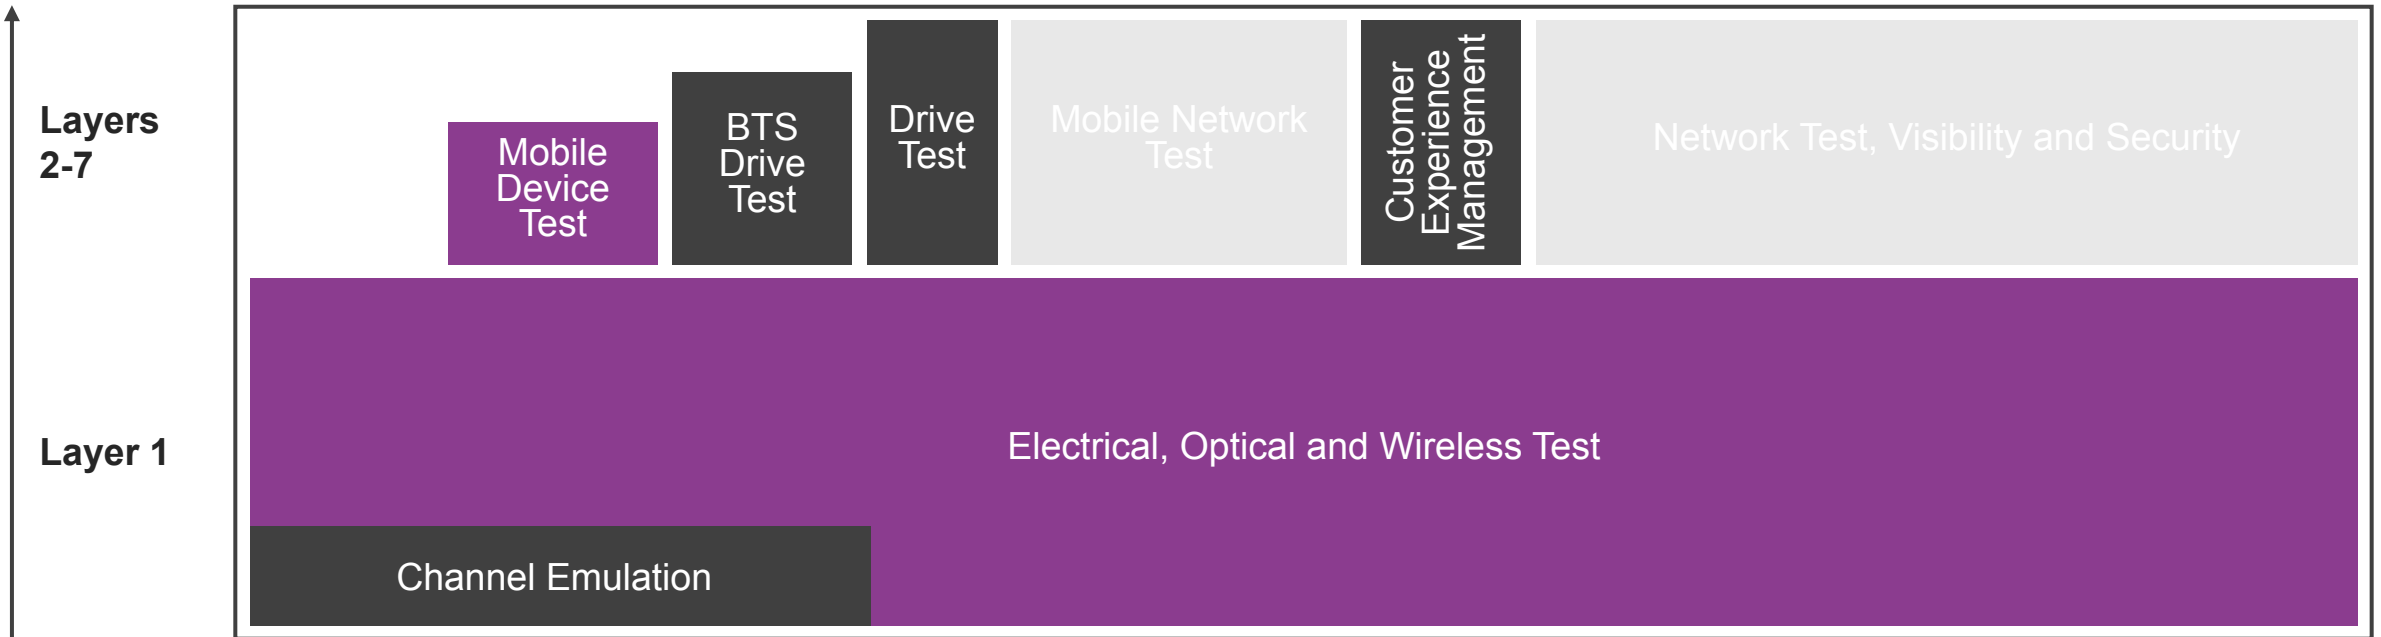 Layers
2-7
Mobile
Device
Test
BTS
Drive
Test
Drive
Test
Mobile Network
Test
Customer
Experience
Management
Network Test, Visibility and Security
Layer 1
Electrical, Optical and Wireless Test
Channel Emulation